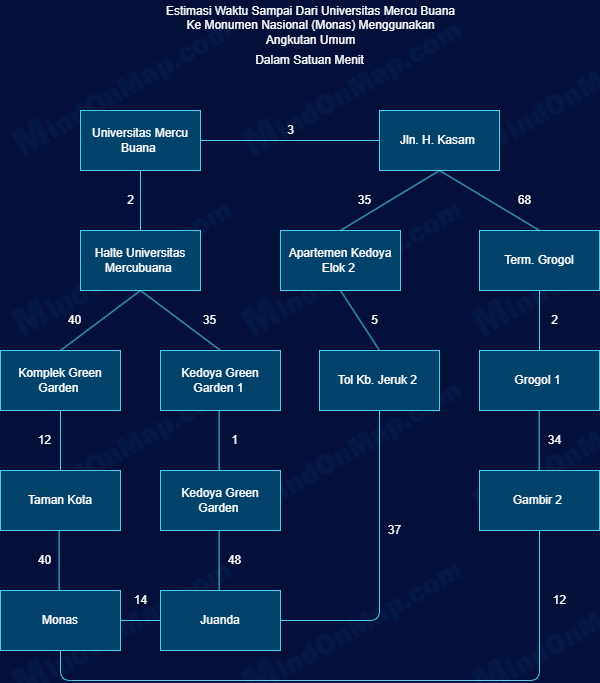 Estimasi Waktu Sampai Dari Universitas Mercu Buana
Ke Monumen Nasional (Monas) Menggunakan
Angkutan Umum
Dalam Satuan Menit
Universitas Mercu
Buana
3
Jln. H. Kasam
2
35
68
Halte Universitas
Mercubuana
Apartemen Kedoya
Elok 2
Term. Grogol
40
35
5
2
Komplek Green
Garden
Kedoya Green
Garden 1
Tol Kb. Jeruk 2
Grogol 1
12
1
34
Taman Kota
Kedoya Green
Garden
Gambir 2
40
48
37
Monas
14
Juanda
12
MindOnMap.com